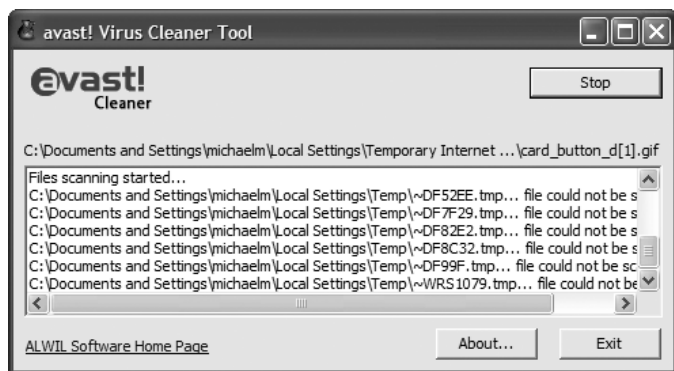 avast! Virus Cleaner Tool
avast!
Cleaner
Stop
C:\Documents and Settings\michaelm\Local Settings\Temporary Internet ...\card_button_d[1].gif
Files scanning started...
C:\Documents and Settings\michaelm\Local Settings\Temp\~DF52EE.tmp... file could not be s
C:\Documents and Settings\michaelm\Local Settings\Temp\~DF7F29.tmp... file could not be s
C:\Documents and Settings\michaelm\Local Settings\Temp\~DF82E2.tmp... file could not be s
C:\Documents and Settings\michaelm\Local Settings\Temp\~DF8C32.tmp... file could not be s
C:\Documents and Settings\michaelm\Local Settings\Temp\~DF99F.tmp... file could not be sc
C:\Documents and Settings\michaelm\Local Settings\Temp\~WRS1079.tmp... file could not be
ALWIL Software Home Page
About...
Exit